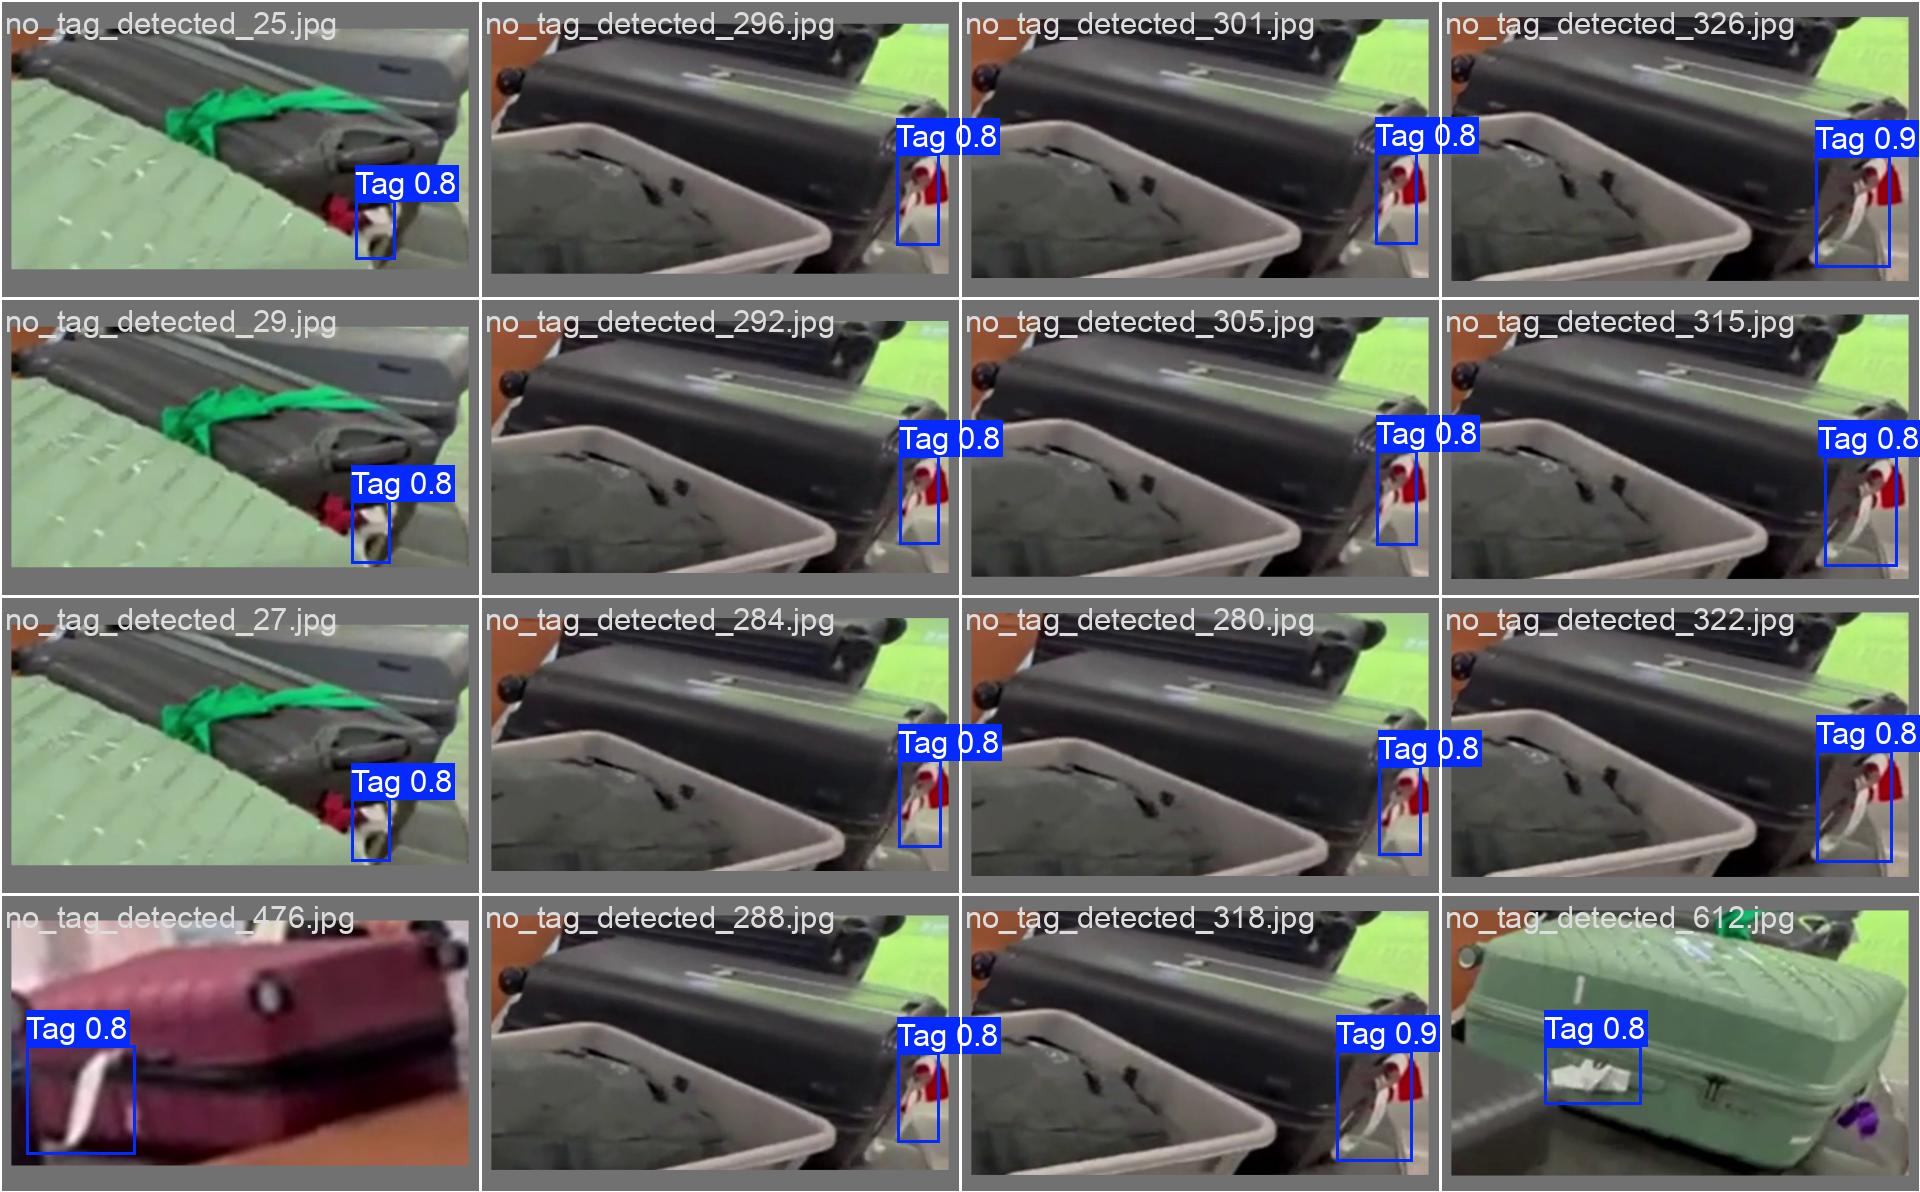 no_tag_detected_25.jpg
no_tag_detected_296.jpg
no_tag_detected_301.jpg
no_tag_detected_326.jpg
Tag 0.8
Tag 0.8
Tag 0.8
Tag 0.9
no_tag_detected_29.jpg
no_tag_detected_292.jpg
no_tag_detected_305.jpg
no_tag_detected_315.jpg
Tag 0.8
Tag 0.8
Tag 0.8
Tag 0.8
no_tag_detected_27.jpg
no_tag_detected_284.jpg
no_tag_detected_280.jpg
no_tag_detected_322.jpg
Tag 0.8
Tag 0.8
Tag 0.8
Tag 0.8
no_tag_detected_476.jpg
no_tag_detected_288.jpg
no_tag_detected_318.jpg
no_tag_detected_612.jpg
Tag 0.8
Tag 0.8
Tag 0.9
Tag 0.8